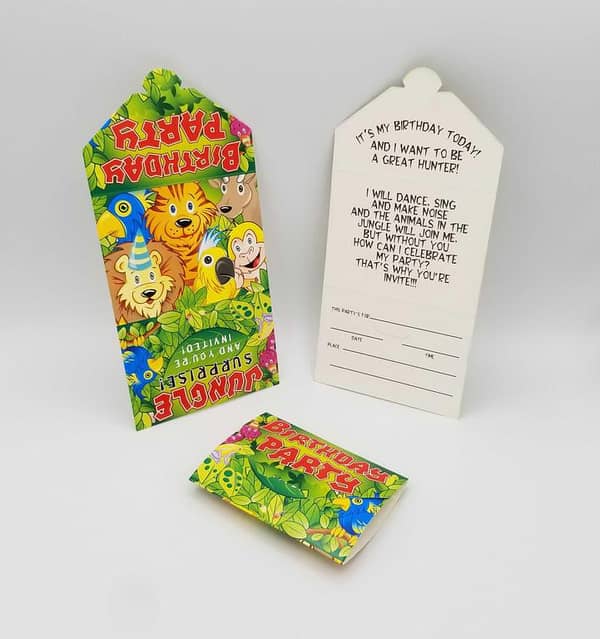 BIRTHDAY
PARTY
AND YOU'RE
INVITED!
JUNGLE
SURPRISE!
IT'S MY BIRTHDAY TODAY!
AND I WANT TO BE
A GREAT HUNTER!
I WILL DANCE, SING
AND MAKE NOISE
AND THE ANIMALS IN THE
JUNGLE WILL JOIN ME.
BUT WITHOUT YOU
HOW CAN I CELEBRATE
MY PARTY?
THAT'S WHY YOU'RE
INVITE!!!
THIS PARTY'S FOR
DATE
PLACE TIME
BIRTHDAY
PARTY